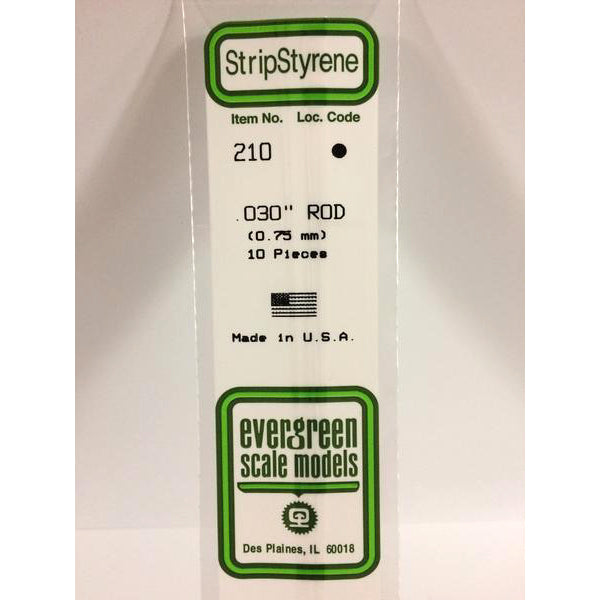 StripStyrene
Item No. Loc. Code
210 ●
.030" ROD
(0.75 mm)
10 Pieces
Made in U.S.A.
evergreen
scale models
Des Plaines, IL 60018